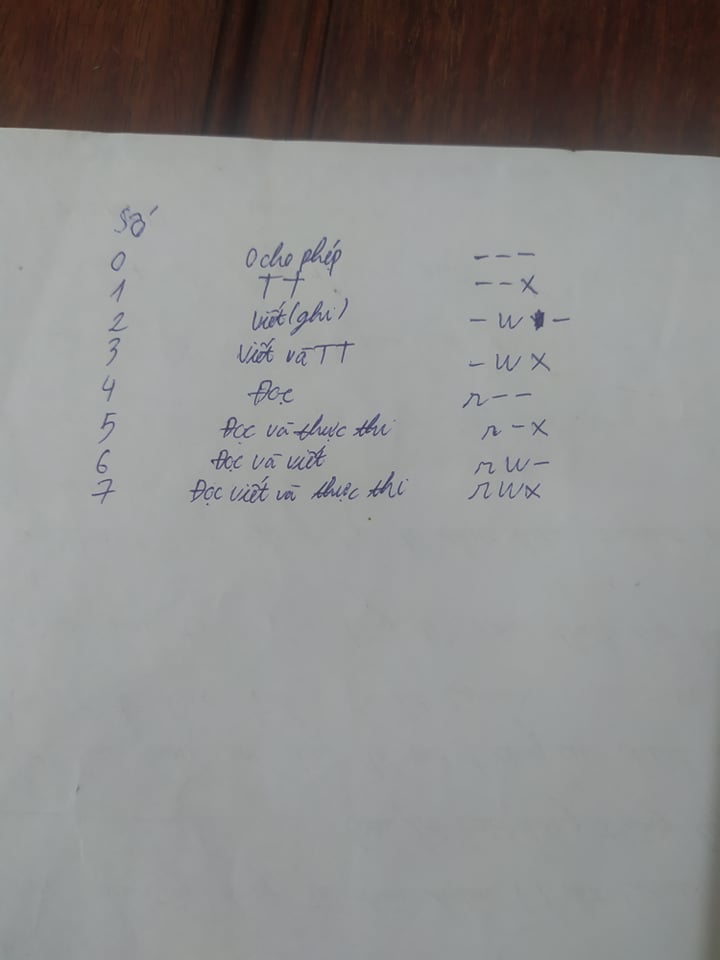 Số
0 0 cho phép ---
1 TT --x
2 Viết (ghi) -w-
3 Viết và TT -wx
4 Đọc r--
5 Đọc và thực thi r-x
6 Đọc và viết rw-
7 Đọc viết và thực thi rwx